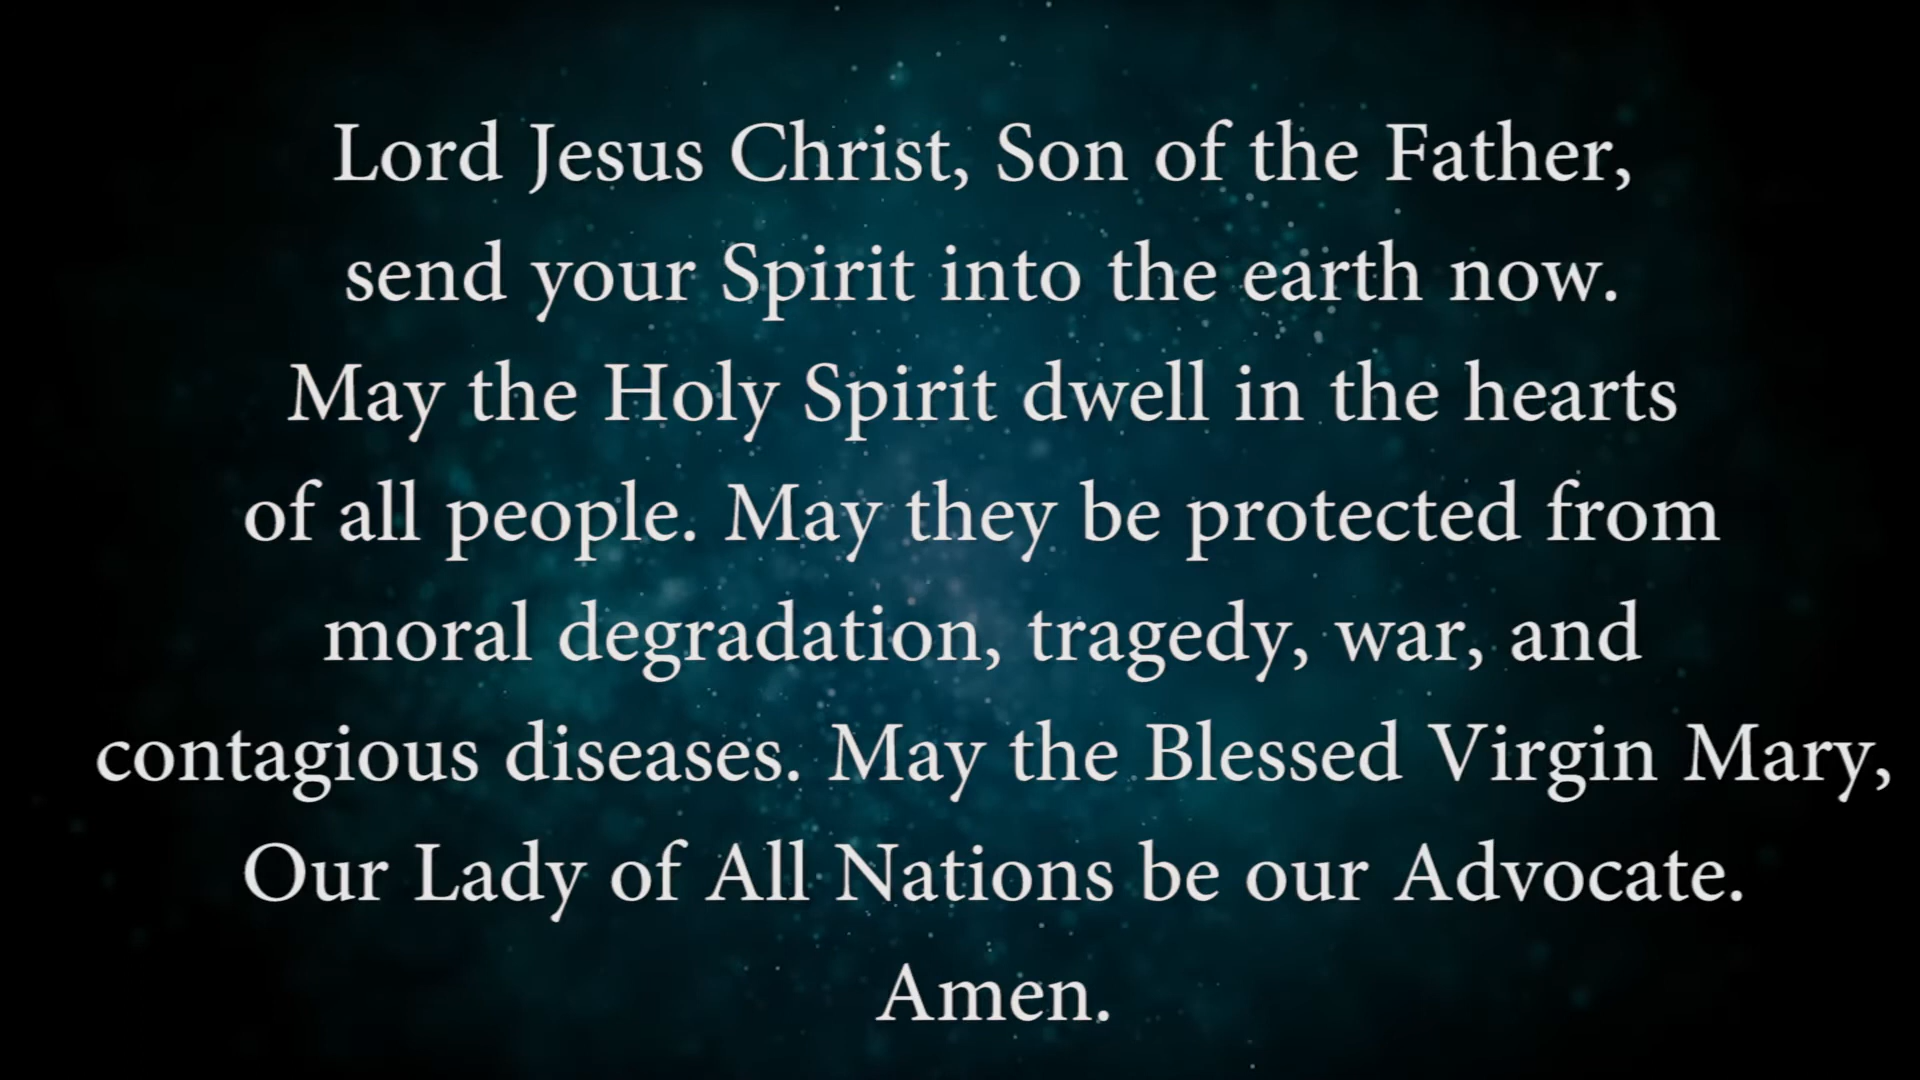 Lord Jesus Christ, Son of the Father,
send your Spirit into the earth now.
May the Holy Spirit dwell in the hearts
of all people. May they be protected from
moral degradation, tragedy, war, and
contagious diseases. May the Blessed Virgin Mary,
Our Lady of All Nations be our Advocate.
Amen.